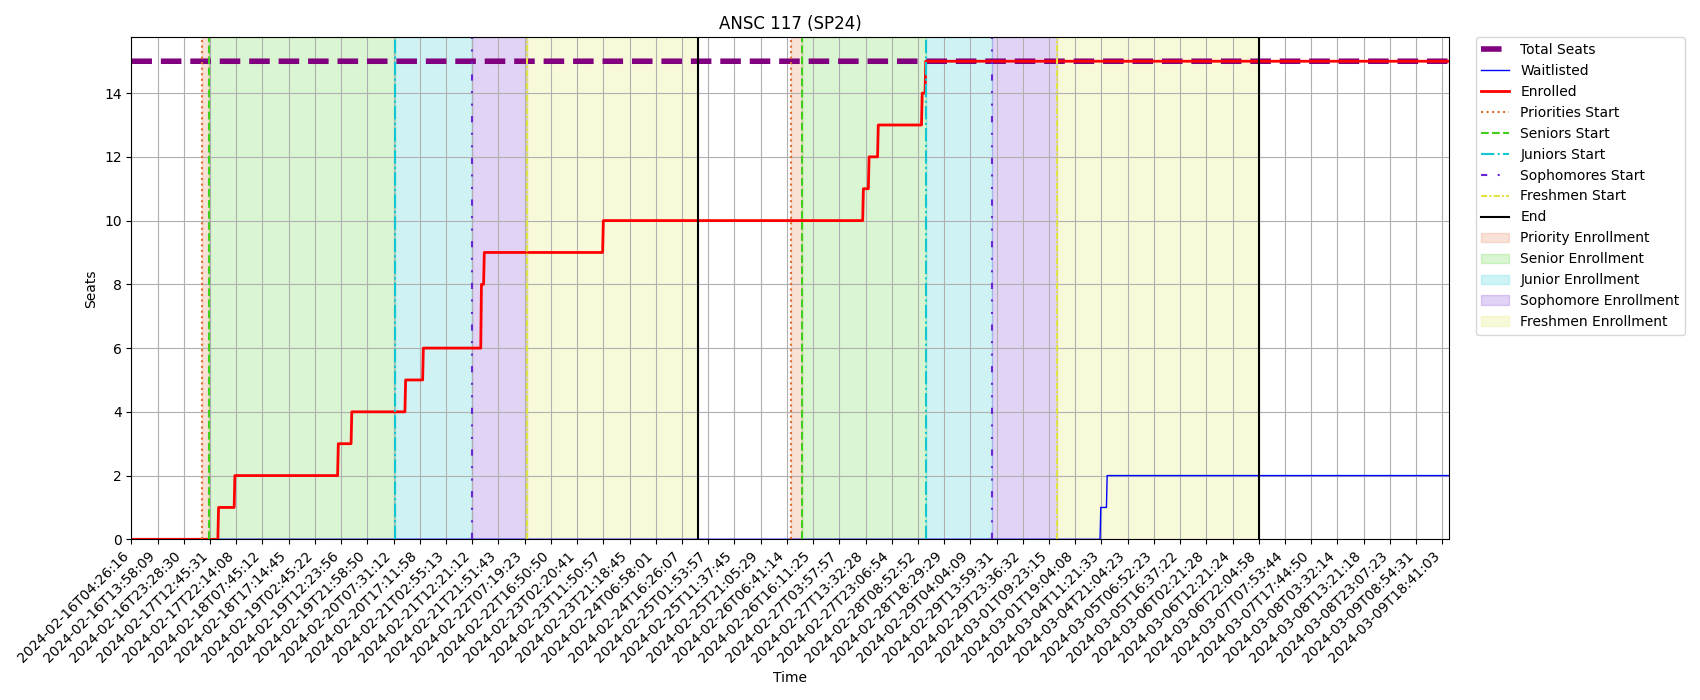 ANSC 117 (SP24)
Seats
14
12
10
8
6
4
2
0
2024-02-16T04:26:16
2024-02-16T13:58:09
2024-02-16T23:28:30
2024-02-17T12:45:31
2024-02-17T22:14:08
2024-02-18T07:45:12
2024-02-18T17:14:45
2024-02-19T02:45:22
2024-02-19T12:23:56
2024-02-19T21:58:50
2024-02-20T07:31:12
2024-02-20T17:11:58
2024-02-21T02:55:13
2024-02-21T12:21:12
2024-02-21T21:51:43
2024-02-22T07:19:23
2024-02-22T16:50:50
2024-02-23T02:20:41
2024-02-23T11:50:57
2024-02-23T21:18:45
2024-02-24T06:58:01
2024-02-24T16:26:07
2024-02-25T01:53:57
2024-02-25T11:37:45
2024-02-25T21:05:29
2024-02-26T06:41:14
2024-02-26T16:11:25
2024-02-27T03:57:57
2024-02-27T13:32:28
2024-02-27T23:06:54
2024-02-28T08:52:52
2024-02-28T18:29:29
2024-02-29T04:04:09
2024-02-29T13:59:31
2024-02-29T23:36:32
2024-03-01T09:23:15
2024-03-01T19:04:08
2024-03-04T11:21:33
2024-03-04T21:04:23
2024-03-05T06:52:23
2024-03-05T16:37:22
2024-03-06T02:21:28
2024-03-06T12:21:24
2024-03-06T22:04:58
2024-03-07T07:53:44
2024-03-07T17:44:50
2024-03-08T03:32:14
2024-03-08T13:21:18
2024-03-08T23:07:23
2024-03-09T08:54:31
2024-03-09T18:41:03
Time
Total Seats
Waitlisted
Enrolled
Priorities Start
Seniors Start
Juniors Start
Sophomores Start
Freshmen Start
End
Priority Enrollment
Senior Enrollment
Junior Enrollment
Sophomore Enrollment
Freshmen Enrollment